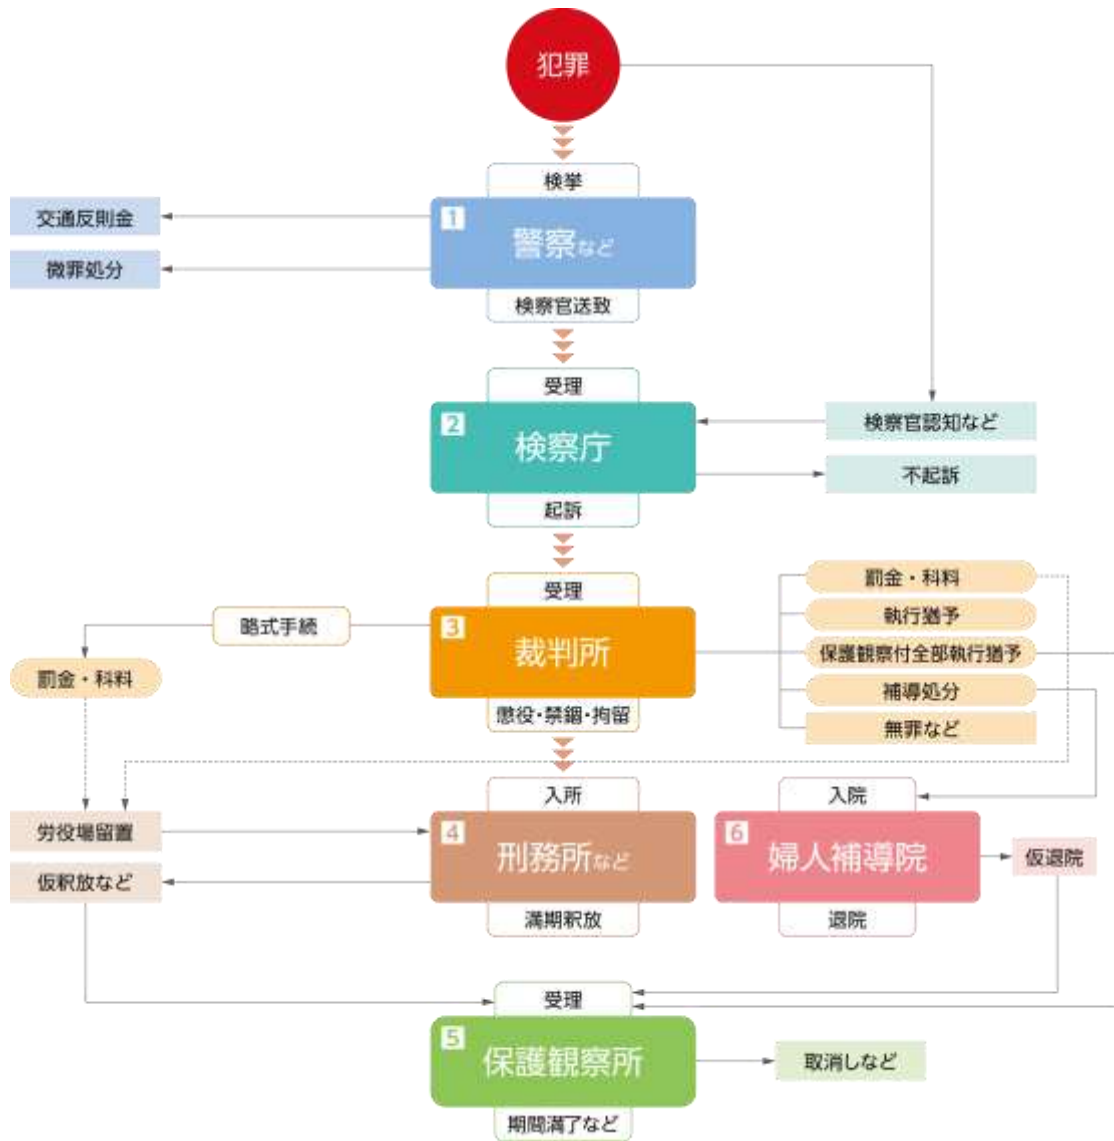 犯罪
検挙
1
警察など
交通反則金
微罪処分
検察官送致
受理
2
検察庁
検察官認知など
不起訴
起訴
受理
3
裁判所
略式手続
罰金・科料
罰金・科料
執行猶予
保護観察付全部執行猶予
補導処分
無罪など
懲役・禁錮・拘留
入所
4
刑務所など
労役場留置
仮釈放など
満期釈放
入院
6
婦人補導院
仮退院
退院
受理
5
保護観察所
取消しなど
期間満了など